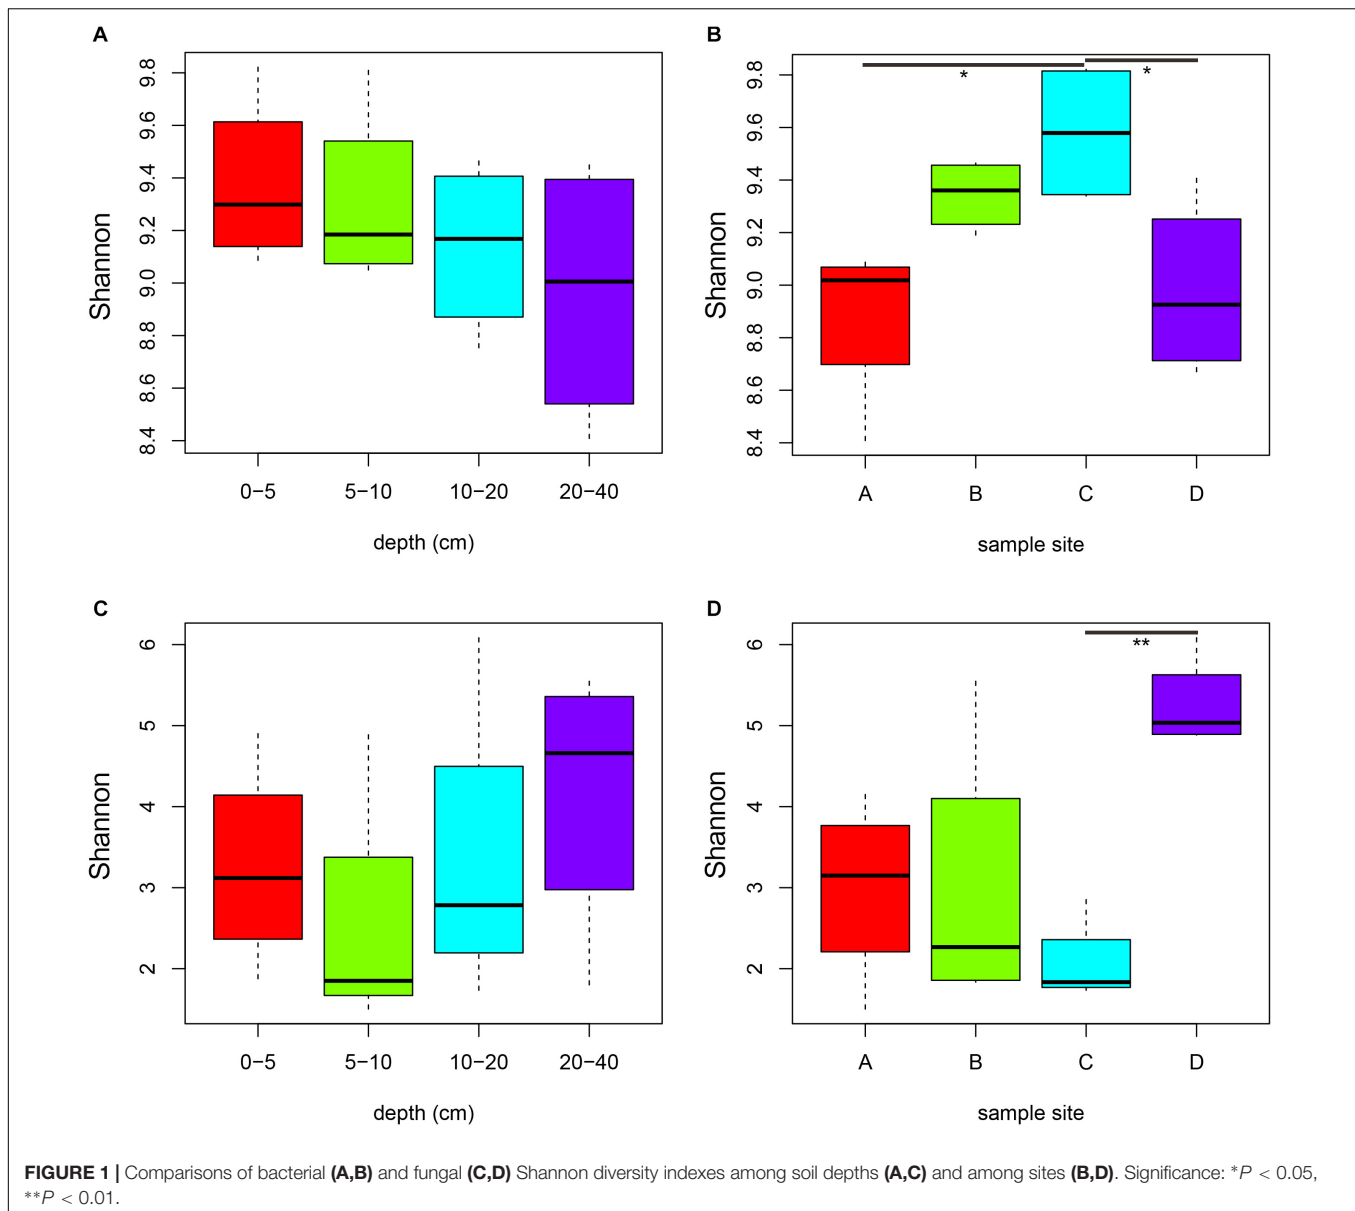 A
Shannon
9.8
9.6
9.4
9.2
9.0
8.8
8.6
8.4
0−5 5−10 10−20 20−40
depth (cm)
B
Shannon
9.8
9.6
9.4
9.2
9.0
8.8
8.6
8.4
* *
A B C D
sample site
C
Shannon
6
5
4
3
2
0−5 5−10 10−20 20−40
depth (cm)
D
Shannon
6
5
4
3
2
**
A B C D
sample site
FIGURE 1 | Comparisons of bacterial (A,B) and fungal (C,D) Shannon diversity indexes among soil depths (A,C) and among sites (B,D). Significance: *P < 0.05,
**P < 0.01.